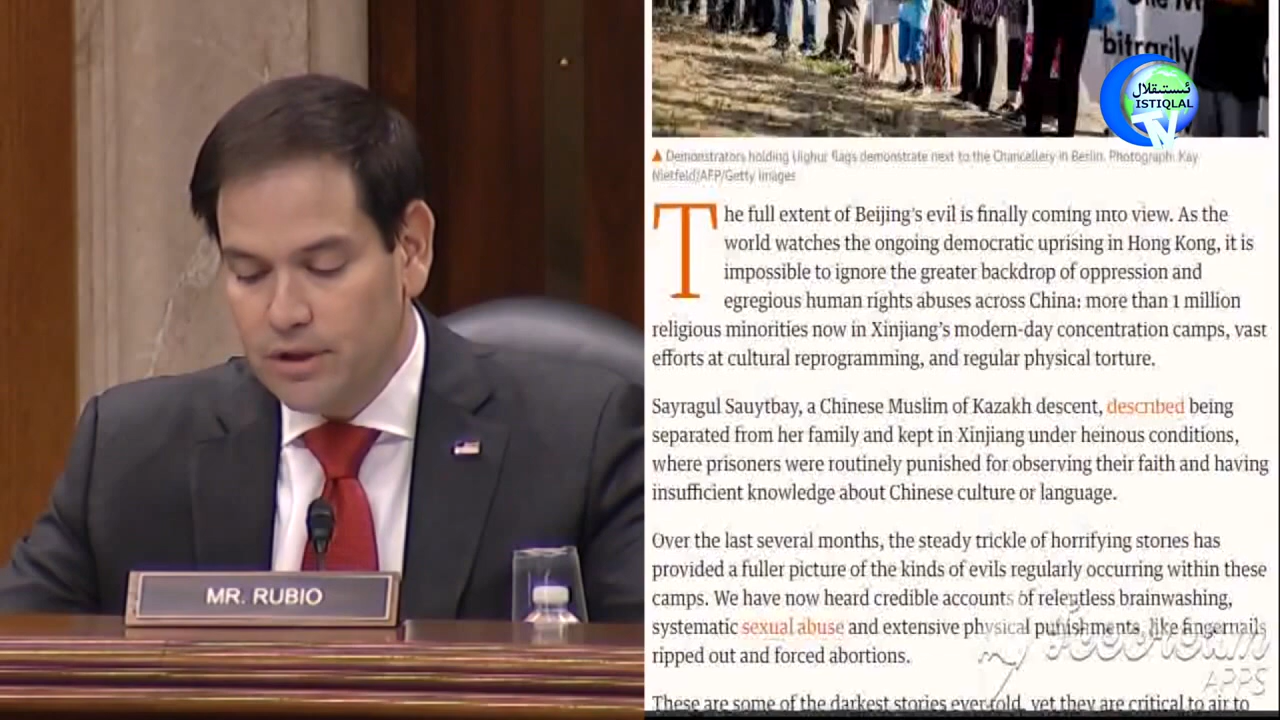 MR. RUBIO
One M
bitrarily
ئىستىقلال
ISTIQLAL
TV
Demonstrators holding Uighur flags demonstrate next to the Chancellery in Berlin. Photograph: Kay
Nietfeld/AFP/Getty Images
The full extent of Beijing's evil is finally coming into view. As the
world watches the ongoing democratic uprising in Hong Kong, it is
impossible to ignore the greater backdrop of oppression and
egregious human rights abuses across China: more than 1 million
religious minorities now in Xinjiang's modern-day concentration camps, vast
efforts at cultural reprogramming, and regular physical torture.
Sayragul Sauytbay, a Chinese Muslim of Kazakh descent, described being
separated from her family and kept in Xinjiang under heinous conditions,
where prisoners were routinely punished for observing their faith and having
insufficient knowledge about Chinese culture or language.
Over the last several months, the steady trickle of horrifying stories has
provided a fuller picture of the kinds of evils regularly occurring within these
camps. We have now heard credible accounts of relentless brainwashing,
systematic sexual abuse and extensive physical punishments, like fingernails
ripped out and forced abortions.
These are some of the darkest stories ever told, yet they are critical to air to
APPS